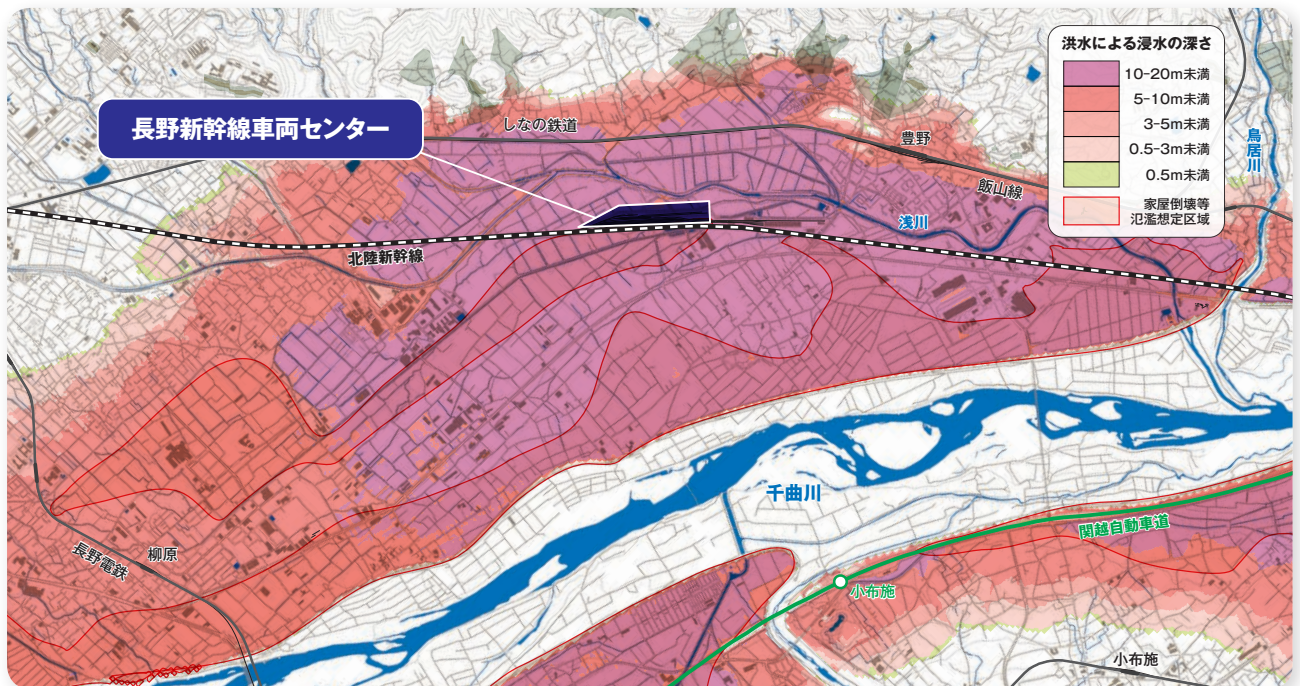 洪水による浸水の深さ
10-20m未満
5-10m未満
3-5m未満
0.5-3m未満
0.5m未満
家屋倒壊等
氾濫想定区域
長野新幹線車両センター
しなの鉄道
豊野
鳥居川
飯山線
浅川
北陸新幹線
千曲川
関越自動車道
柳原
長野電鉄
小布施
小布施